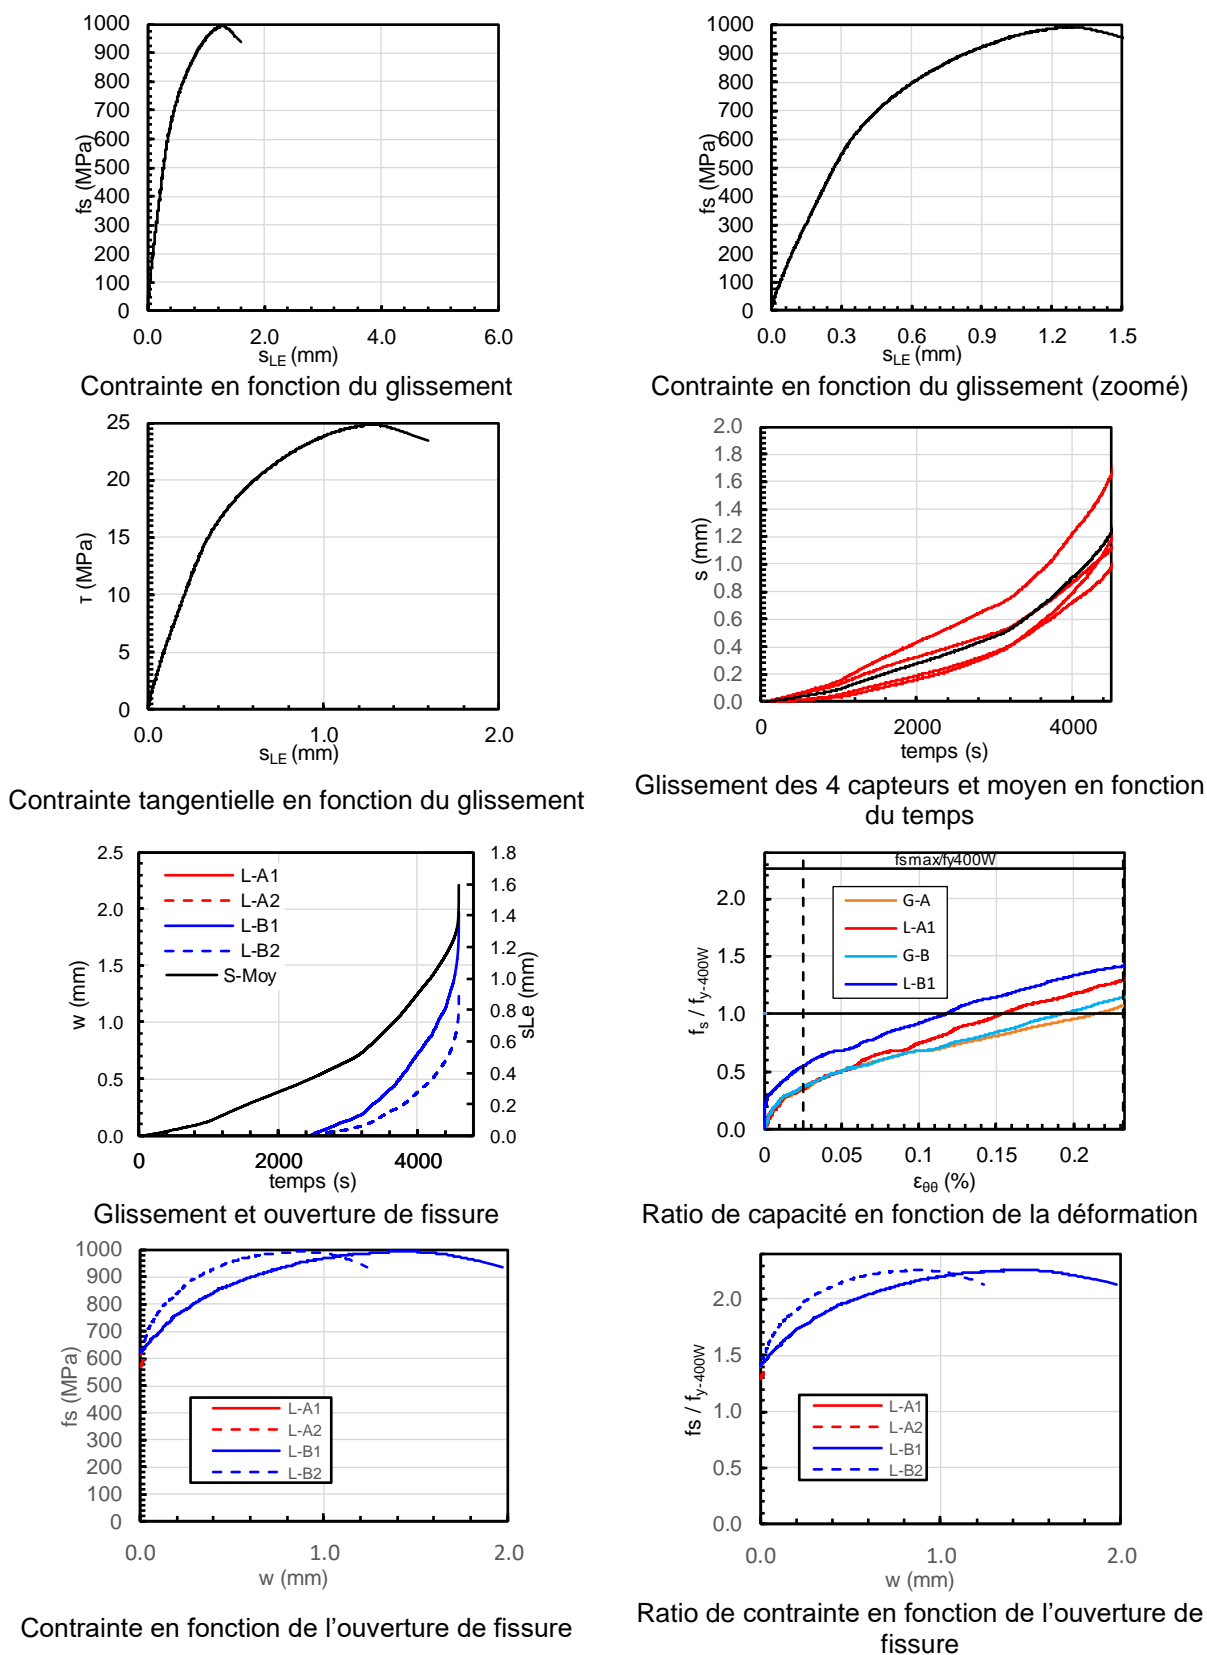 1000
900
800
700
600
500
400
300
200
100
0
fs (MPa)
0.0 2.0 4.0 6.0
sLE (mm)
Contrainte en fonction du glissement
1000
900
800
700
600
500
400
300
200
100
0
fs (MPa)
0.0 0.3 0.6 0.9 1.2 1.5
sLE (mm)
Contrainte en fonction du glissement (zoomé)
25
20
15
10
5
0
τ (MPa)
0.0 1.0 2.0
sLE (mm)
Contrainte tangentielle en fonction du glissement
2.0
1.8
1.6
1.4
1.2
1.0
0.8
0.6
0.4
0.2
0.0
s (mm)
0 2000 4000
temps (s)
Glissement des 4 capteurs et moyen en fonction
du temps
2.5
2.0
1.5
1.0
0.5
0.0
w (mm)
L-A1
L-A2
L-B1
L-B2
S-Moy
1.8
1.6
1.4
1.2
1.0
0.8
0.6
0.4
0.2
0.0
sLe (mm)
0 2000 4000
temps (s)
Glissement et ouverture de fissure
fsmax/fy400W
2.0
1.5
1.0
0.5
0.0
fs / fy-400W
G-A
L-A1
G-B
L-B1
0 0.05 0.1 0.15 0.2
εθθ (%)
Ratio de capacité en fonction de la déformation
1000
900
800
700
600
500
400
300
200
100
0
fs (MPa)
L-A1
L-A2
L-B1
L-B2
0.0 1.0 2.0
w (mm)
Contrainte en fonction de l’ouverture de fissure
2.0
1.5
1.0
0.5
0.0
fs / fy-400W
L-A1
L-A2
L-B1
L-B2
0.0 1.0 2.0
w (mm)
Ratio de contrainte en fonction de l’ouverture de
fissure